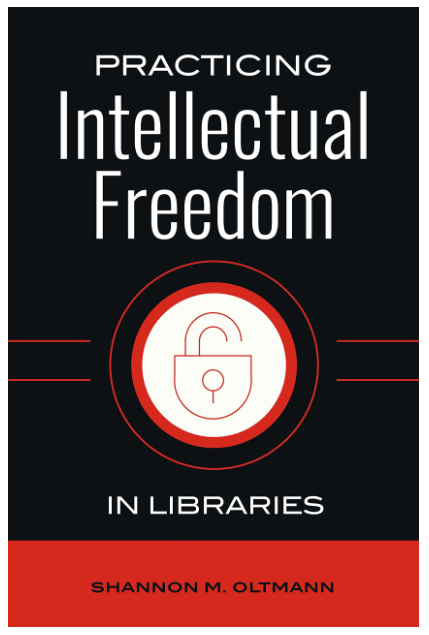 PRACTICING
Intellectual
Freedom
IN LIBRARIES
SHANNON M. OLTMANN